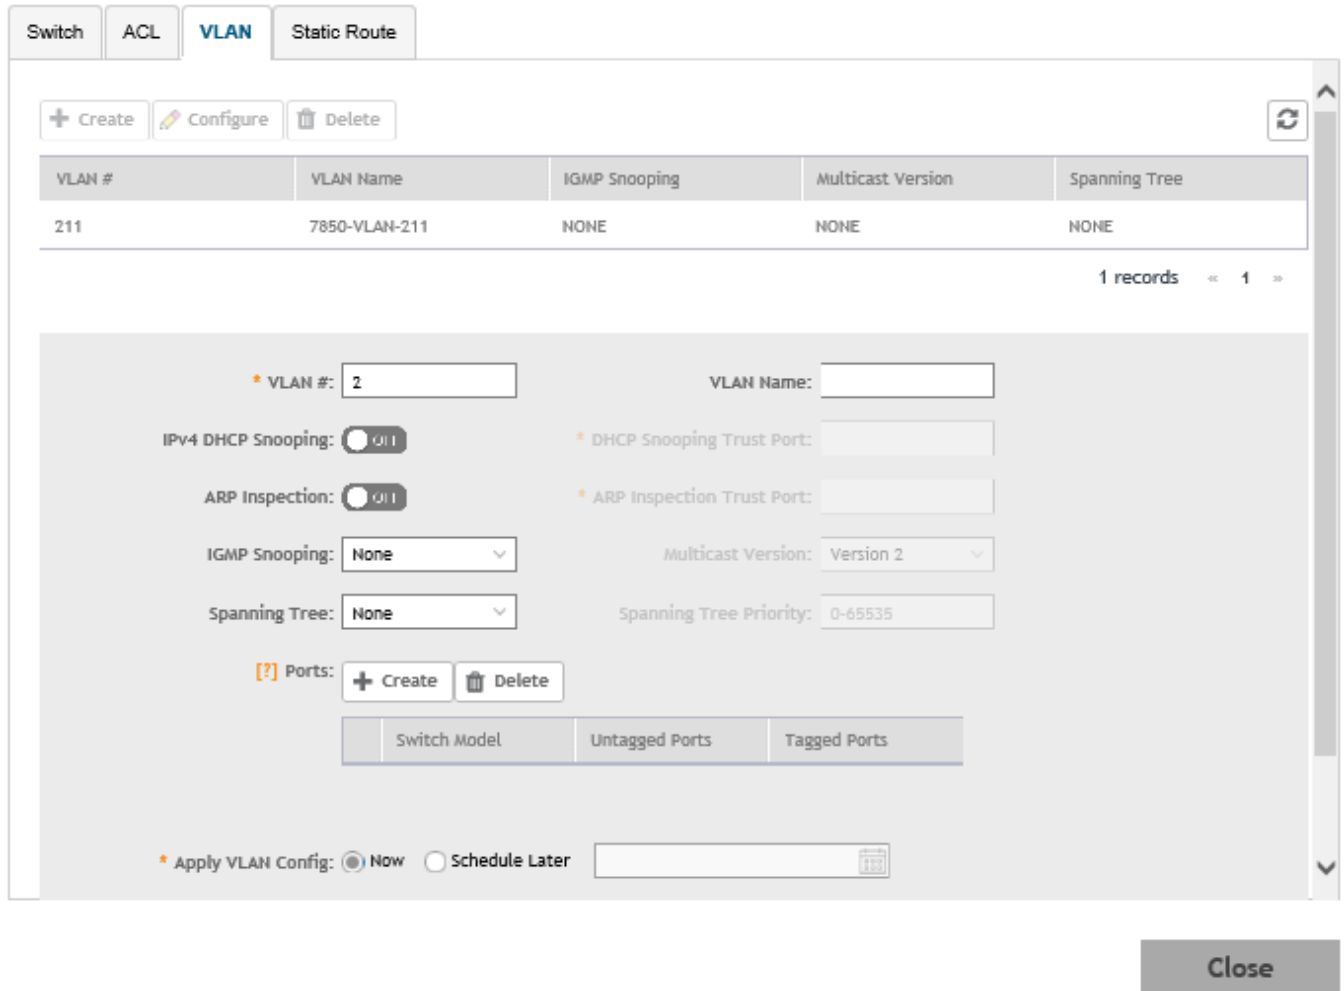 Switch ACL VLAN Static Route
Create Configure Delete
VLAN # VLAN Name IGMP Snooping Multicast Version Spanning Tree
211 7850-VLAN-211 NONE NONE NONE
1 records « 1 »
* VLAN #: 2 VLAN Name:
IPv4 DHCP Snooping: OFF * DHCP Snooping Trust Port:
ARP Inspection: OFF * ARP Inspection Trust Port:
IGMP Snooping: None Multicast Version: Version 2
Spanning Tree: None Spanning Tree Priority: 0-65535
[?] Ports: Create Delete
Switch Model Untagged Ports Tagged Ports
* Apply VLAN Config: Now Schedule Later
Close